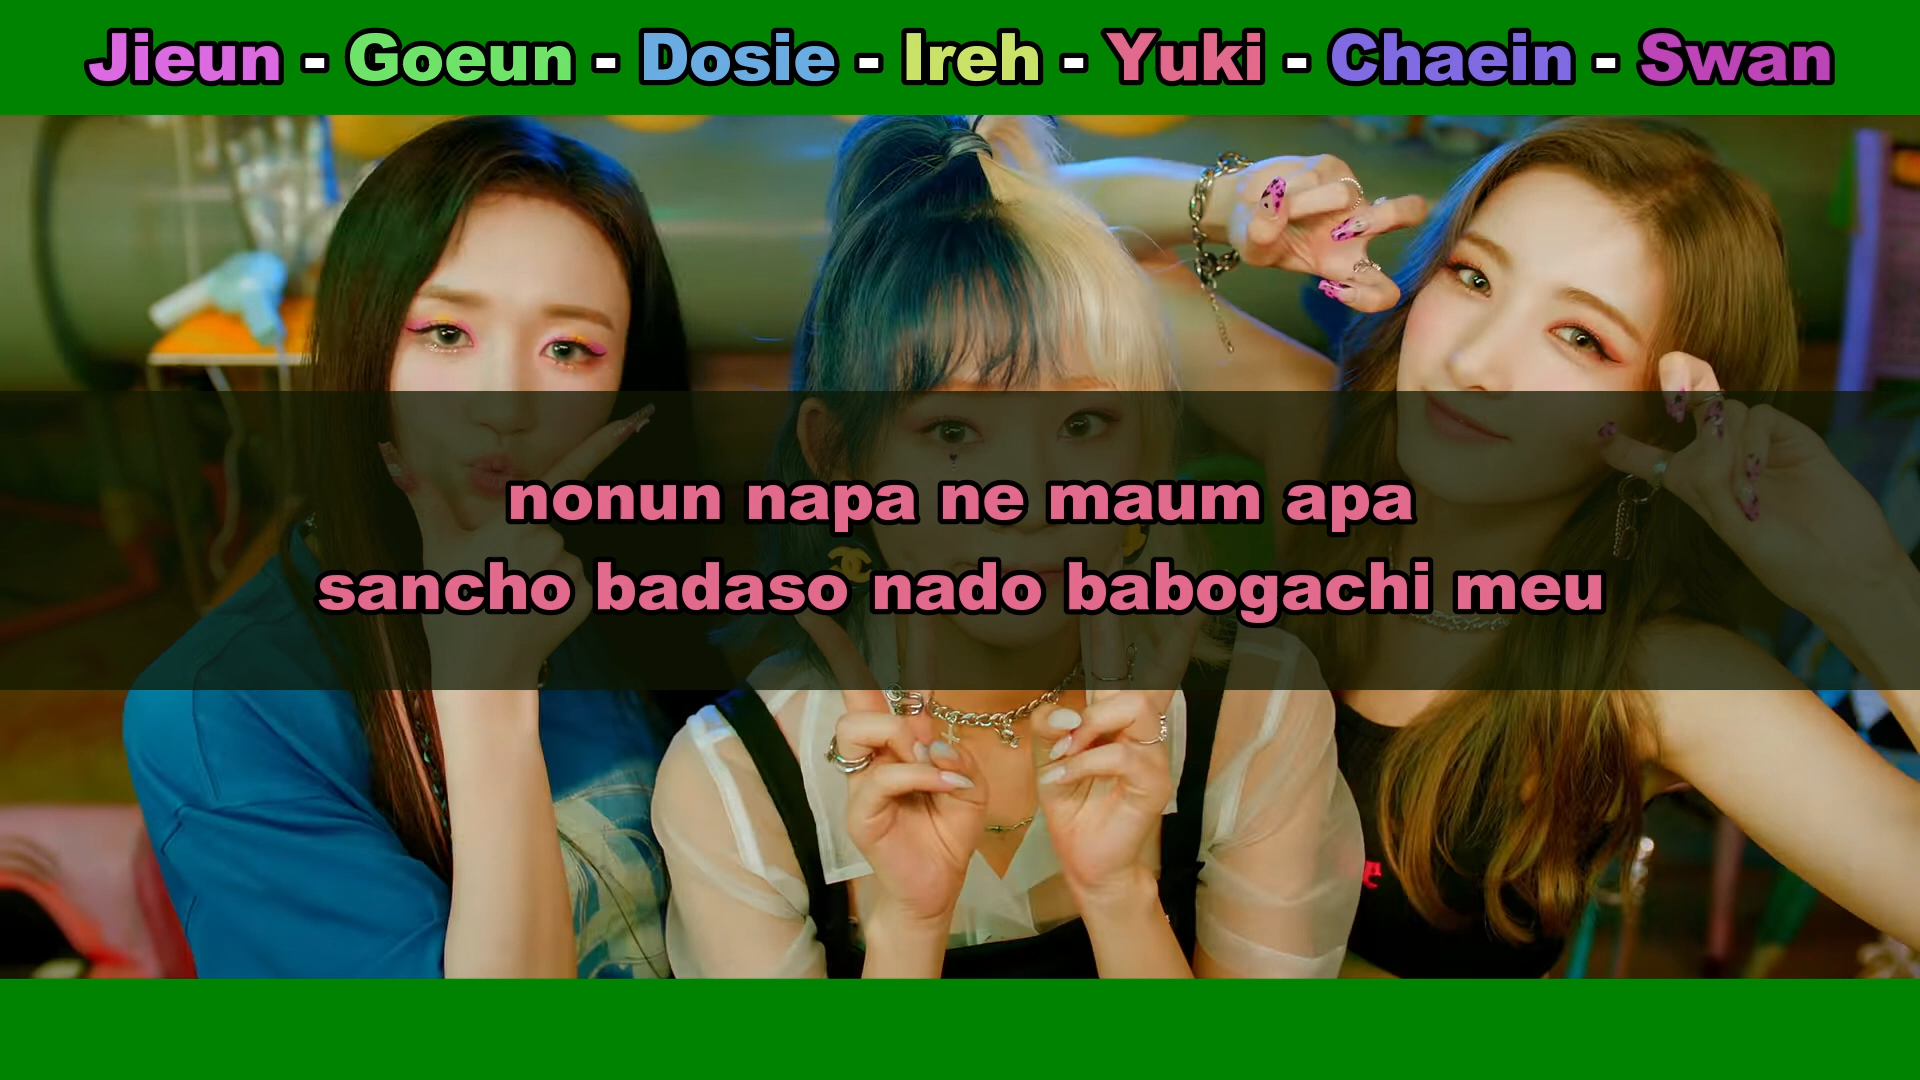 Jieun - Goeun - Dosie - Ireh - Yuki - Chaein - Swan
nonun napa ne maum apa
sancho badaso nado babogachi meu